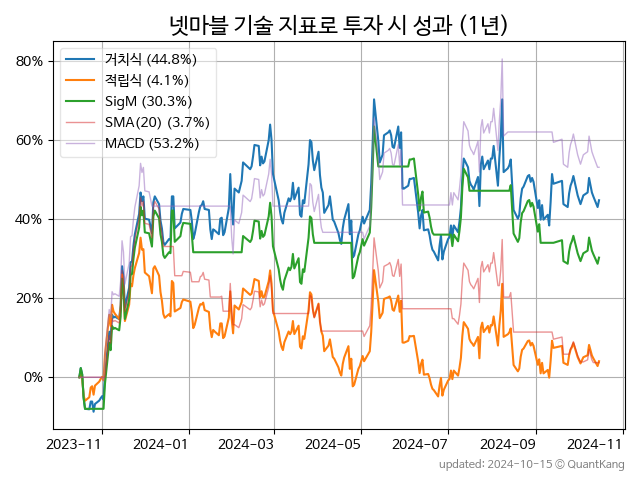 넷마블 기술 지표로 투자 시 성과 (1년)
80%
60%
40%
20%
0%
거치식 (44.8%)
적립식 (4.1%)
SigM (30.3%)
SMA(20) (3.7%)
MACD (53.2%)
2023-11 2024-01 2024-03 2024-05 2024-07 2024-09 2024-11
updated: 2024-10-15 © QuantKang